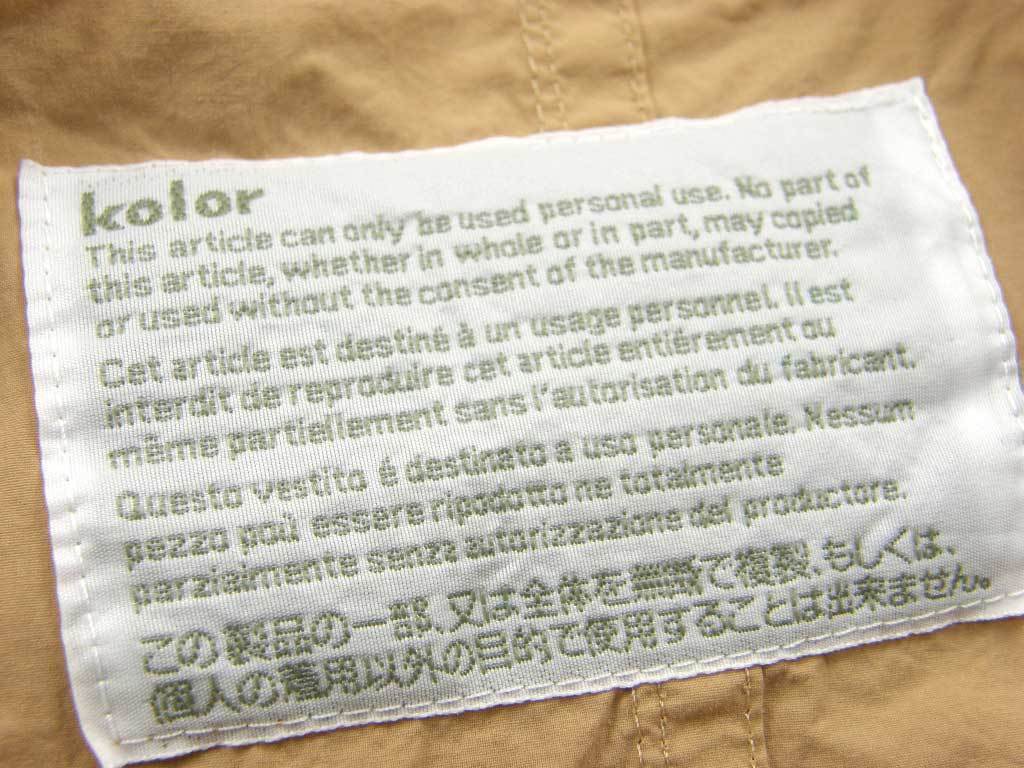 kolor
This article can only be used personal use. No part of
this article, whether in whole or in part, may copied
or used without the consent of the manufacturer.
Cet article est destiné à un usage personnel. Il est
interdit de reproduire cet article entiérement ou
même partiellement sans l'autorisation du fabricant.
Questo vestito é destinato a uso personale. Nessum
pezzo poiì essere ripodotto ne totalmente
parzialmente senza autorizzazione del productore.
この製品の一部、又は全体を無断で複製、もしくは、
個人の着用以外の目的で使用することは出来ません。